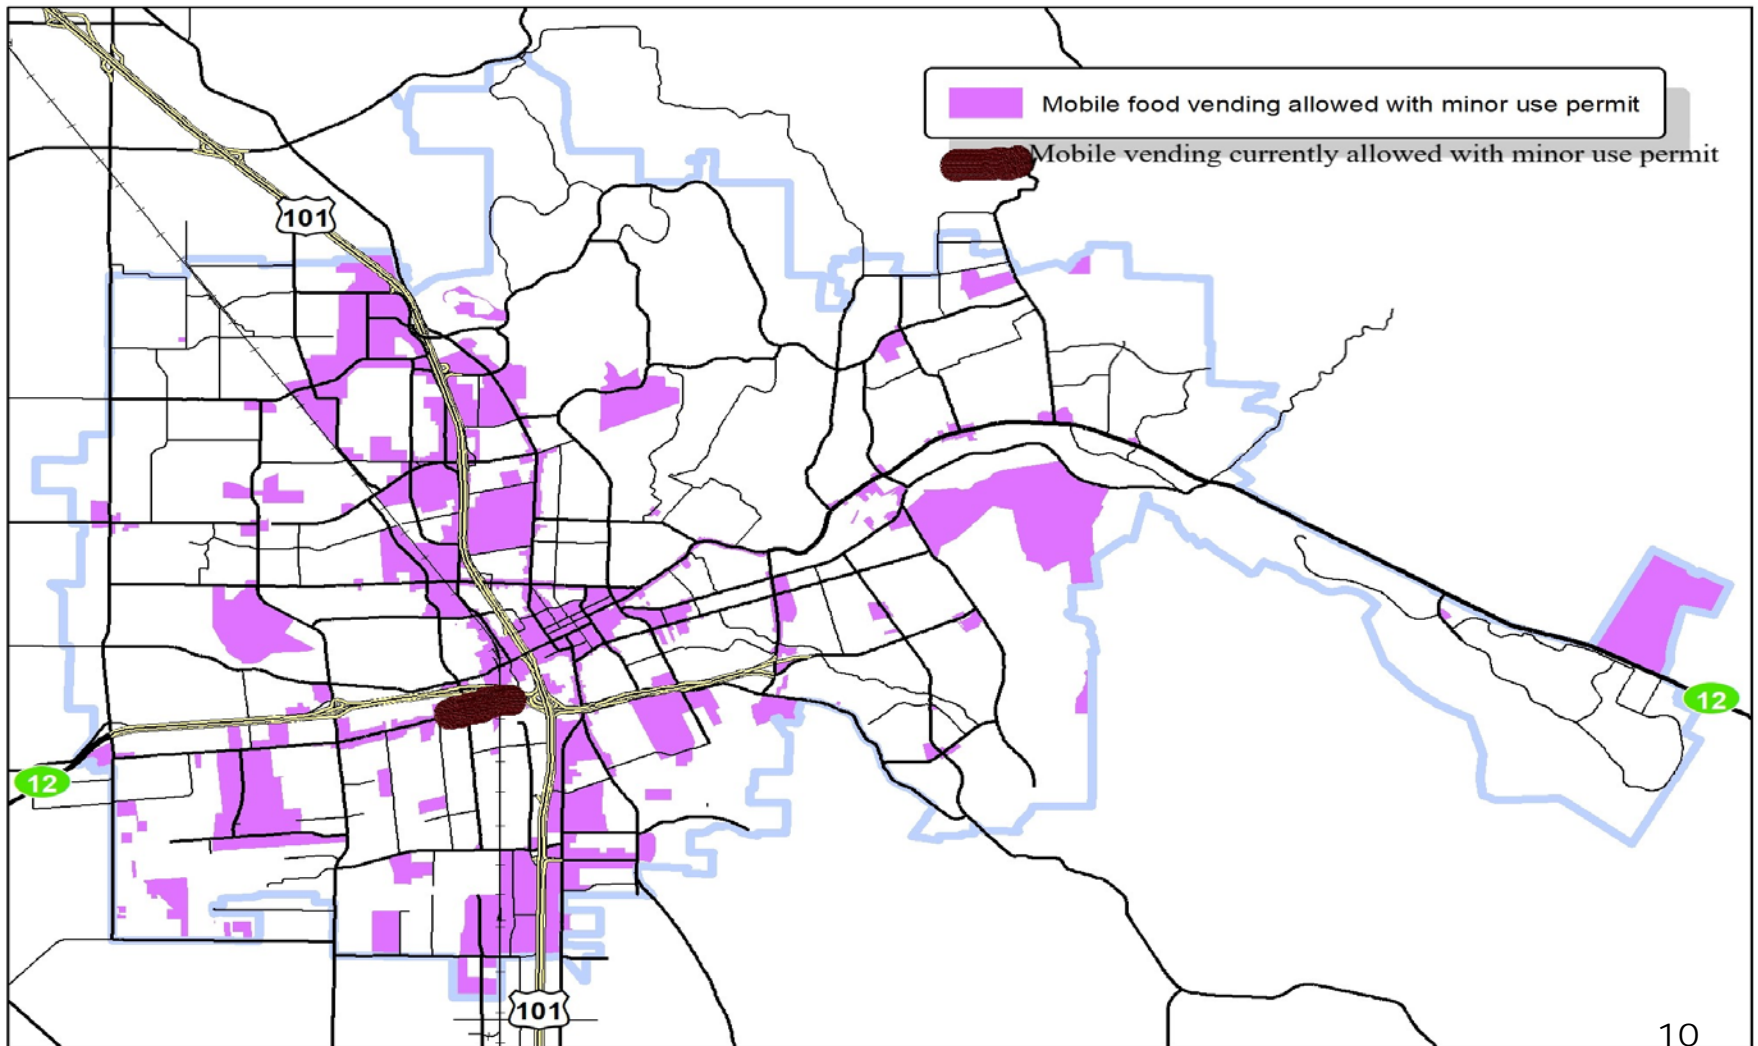 Mobile food vending allowed with minor use permit
Mobile vending currently allowed with minor use permit
101
12
12
101
10